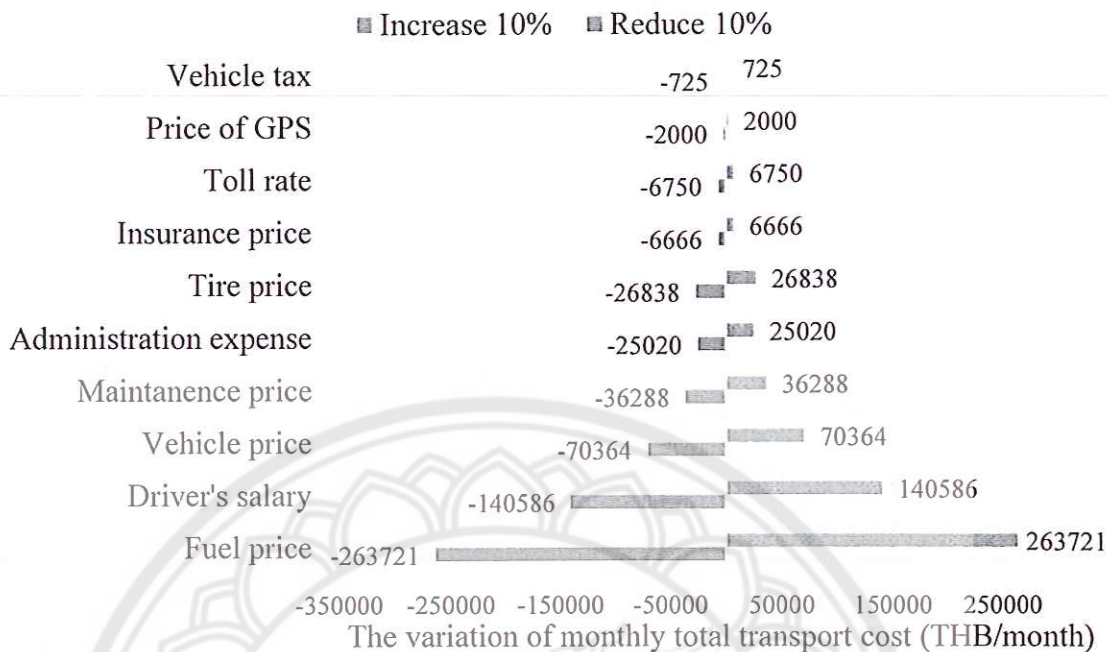 Increase 10% Reduce 10%
Vehicle tax -725 725
Price of GPS -2000 2000
Toll rate -6750 6750
Insurance price -6666 6666
Tire price -26838 26838
Administration expense -25020 25020
Maintanence price -36288 36288
Vehicle price -70364 70364
Driver's salary -140586 140586
Fuel price -263721 263721
-350000 -250000 -150000 -50000 50000 150000 250000
The variation of monthly total transport cost (THB/month)